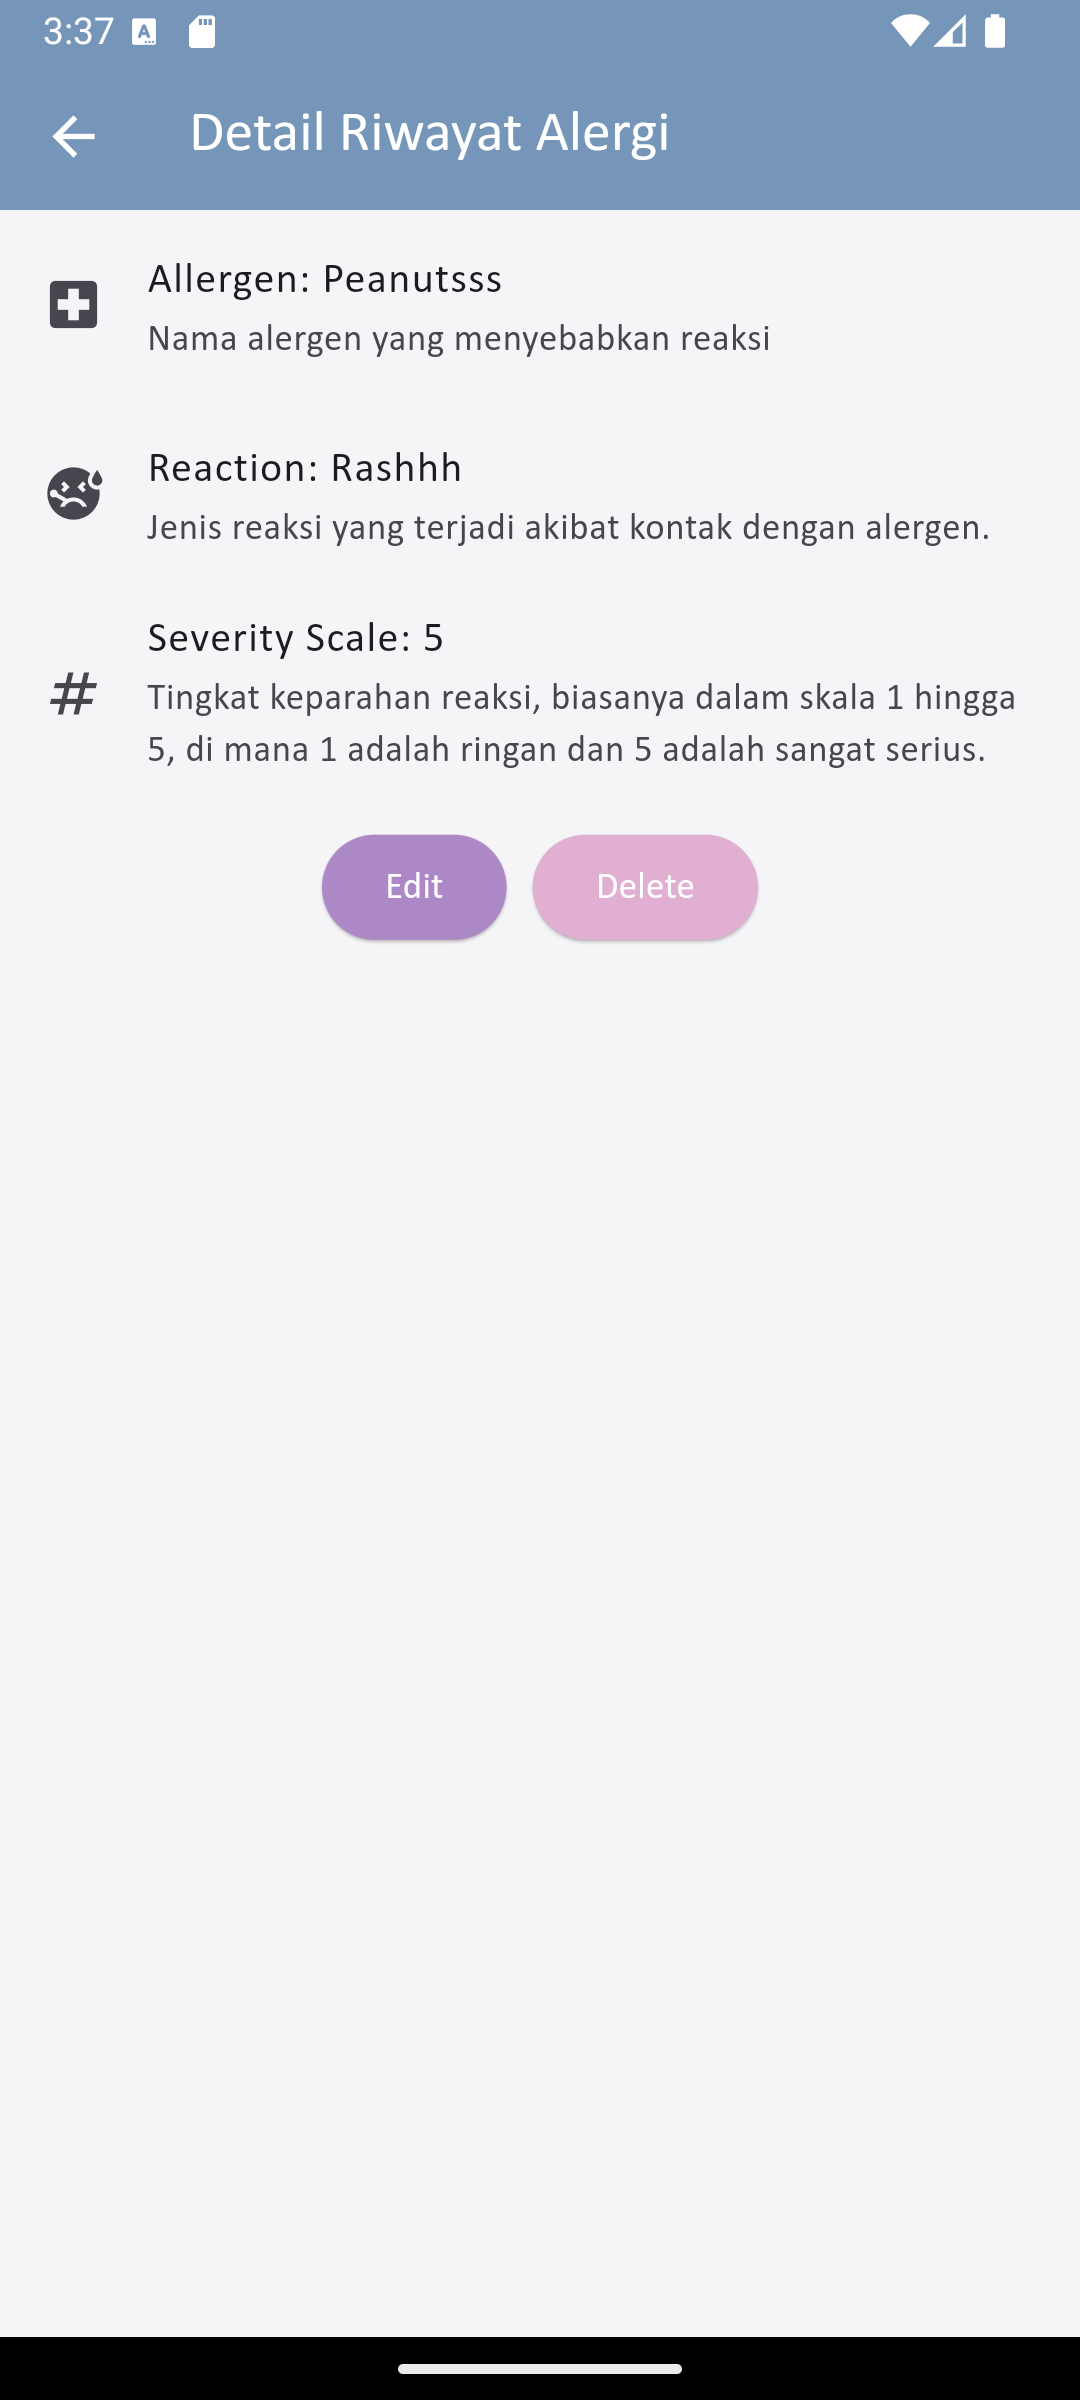 3:37
Detail Riwayat Alergi
Allergen: Peanutsss
Nama alergen yang menyebabkan reaksi
Reaction: Rashhh
Jenis reaksi yang terjadi akibat kontak dengan alergen.
Severity Scale: 5
Tingkat keparahan reaksi, biasanya dalam skala 1 hingga
5, di mana 1 adalah ringan dan 5 adalah sangat serius.
Edit Delete